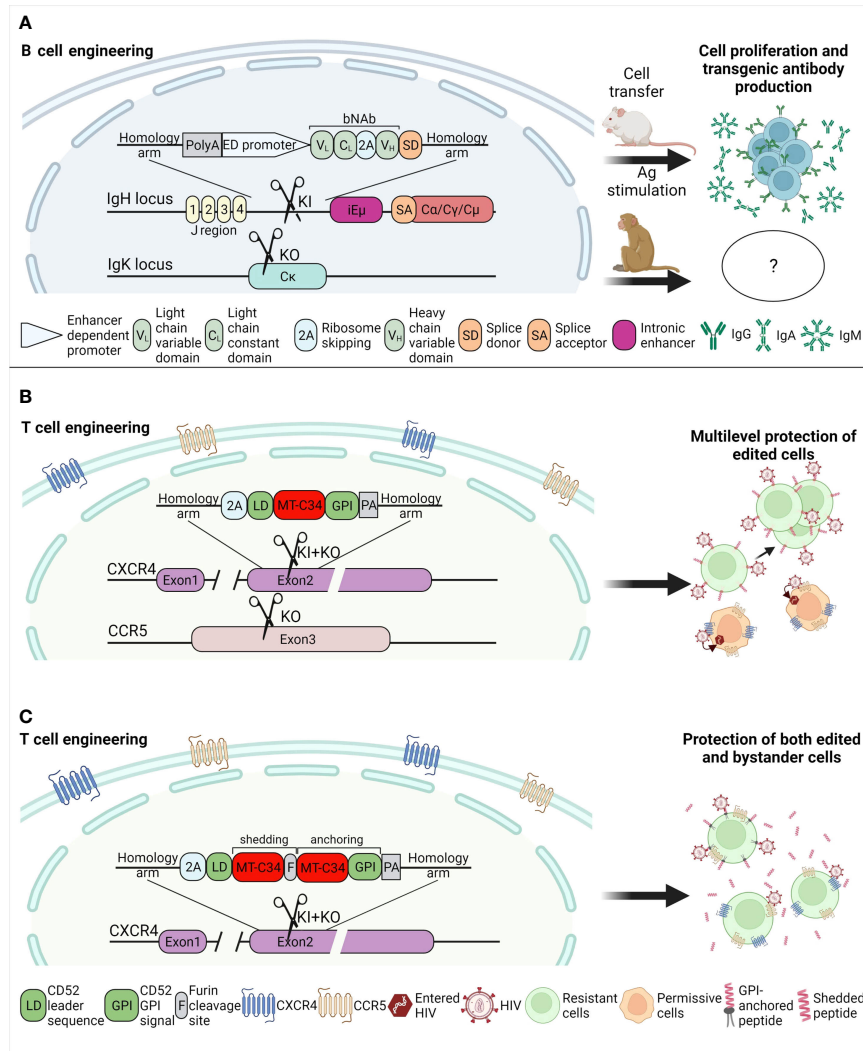 A
B cell engineering
Cell
transfer
Cell proliferation and
transgenic antibody
production
bNAb
Homology
arm
PolyA
ED promoter
VL
CL
2A
VH
SD
Homology
arm
Ag
stimulation
IgH locus
1
2
3
4
J region
KI
iEμ
SA
Cα/Cγ/Cμ
IgK locus
KO
Cκ
?
Enhancer
dependent
promoter
VL
Light
chain
variable
domain
CL
Light
chain
constant
domain
2A
Ribosome
skipping
VH
Heavy
chain
variable
domain
SD
Splice
donor
SA
Splice
acceptor
Intronic
enhancer
IgG
IgA
IgM
B
T cell engineering
Multilevel protection of
edited cells
Homology
arm
2A
LD
MT-C34
GPI
PA
Homology
arm
CXCR4
Exon1
Exon2
KI+KO
CCR5
KO
Exon3
C
T cell engineering
Protection of both edited
and bystander cells
shedding
anchoring
Homology
arm
2A
LD
MT-C34
F
MT-C34
GPI
PA
Homology
arm
CXCR4
Exon1
Exon2
KI+KO
LD
CD52
leader
sequence
GPI
CD52
GPI
signal
F
Furin
cleavage
site
CXCR4
CCR5
Entered
HIV
HIV
Resistant
cells
Permissive
cells
GPI-
anchored
peptide
Shedded
peptide